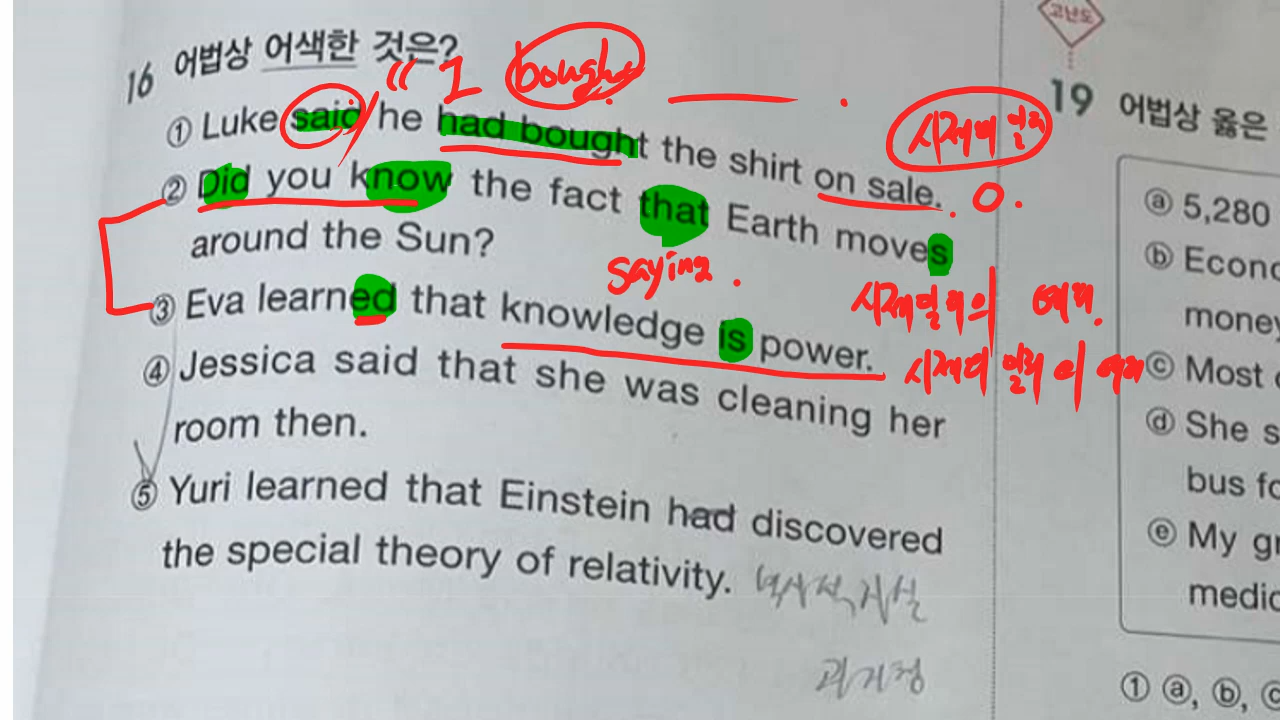 고난도
16 어법상 어색한 것은?
" I bough
① Luke said he had bought the shirt on sale.
시제의 일치
② Did you know the fact that Earth moves
O.
around the Sun?
saying.
③ Eva learned that knowledge is power.
시제일치의 예외.
시제의 일치의 예외
④ Jessica said that she was cleaning her
room then.
⑤ Yuri learned that Einstein had discovered
the special theory of relativity.
역사적 사실
과거형
19 어법상 옳은
ⓐ 5,280
ⓑ Econo
money
ⓒ Most
ⓓ She s
bus fo
ⓔ My gr
medic
① ⓐ, ⓑ, ⓒ